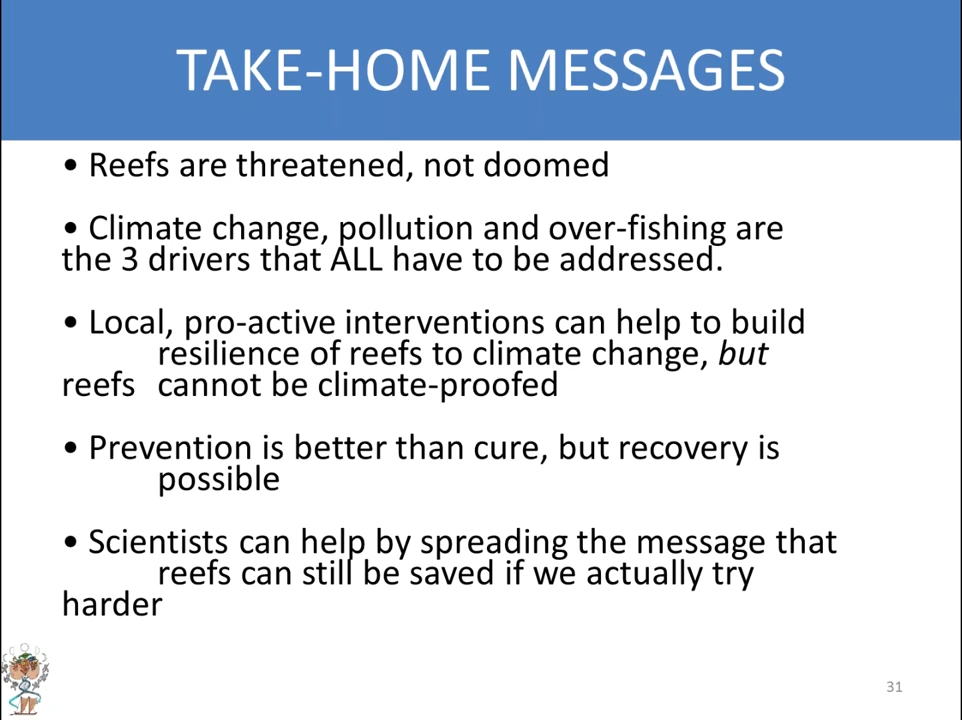 TAKE-HOME MESSAGES
• Reefs are threatened, not doomed
• Climate change, pollution and over-fishing are
the 3 drivers that ALL have to be addressed.
• Local, pro-active interventions can help to build
resilience of reefs to climate change, but
reefs cannot be climate-proofed
• Prevention is better than cure, but recovery is
possible
• Scientists can help by spreading the message that
reefs can still be saved if we actually try
harder
31